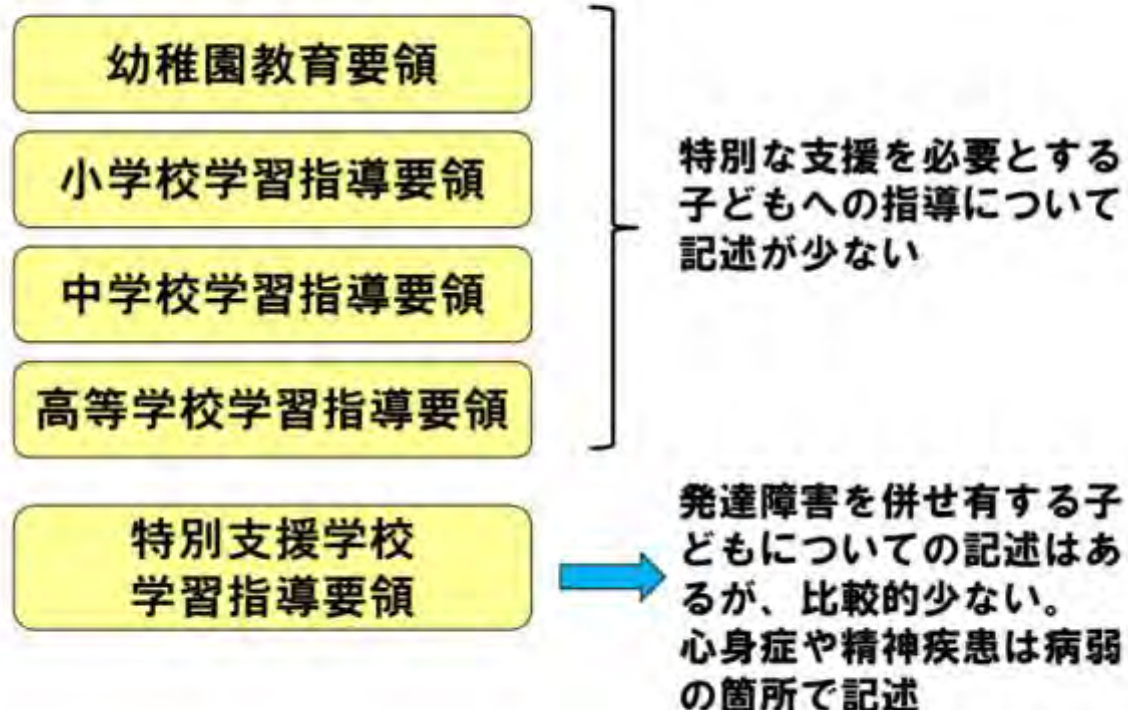 幼稚園教育要領
小学校学習指導要領
中学校学習指導要領
高等学校学習指導要領
特別な支援を必要とする
子どもへの指導について
記述が少ない
特別支援学校
学習指導要領
発達障害を併せ有する子
どもについての記述はあ
るが、比較的少ない。
心身症や精神疾患は病弱
の箇所で記述